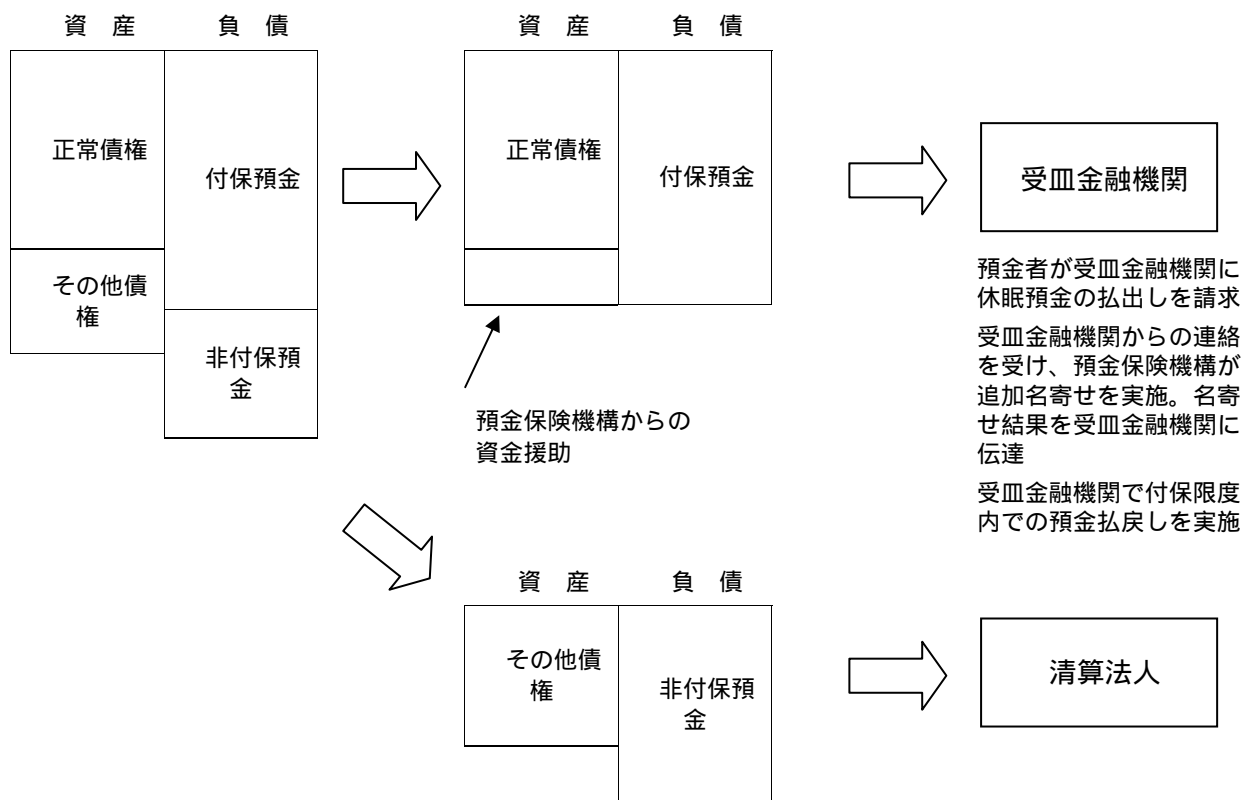 資 産 負 債
正常債権
付保預金
その他債
権
非付保預
金
資 産 負 債
正常債権
付保預金
預金保険機構からの
資金援助
受皿金融機関
預金者が受皿金融機関に
休眠預金の払出しを請求
受皿金融機関からの連絡
を受け、預金保険機構が
追加名寄せを実施。名寄
せ結果を受皿金融機関に
伝達
受皿金融機関で付保限度
内での預金払戻しを実施
資 産 負 債
その他債
権
非付保預
金
清算法人